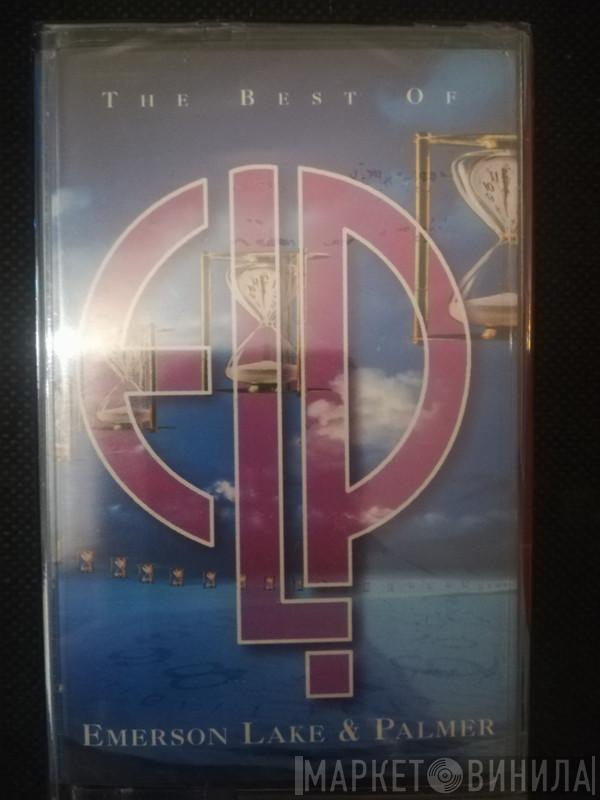 THE BEST OF
ELP
EMERSON LAKE & PALMER
МАРКЕТ ВИНИЛА